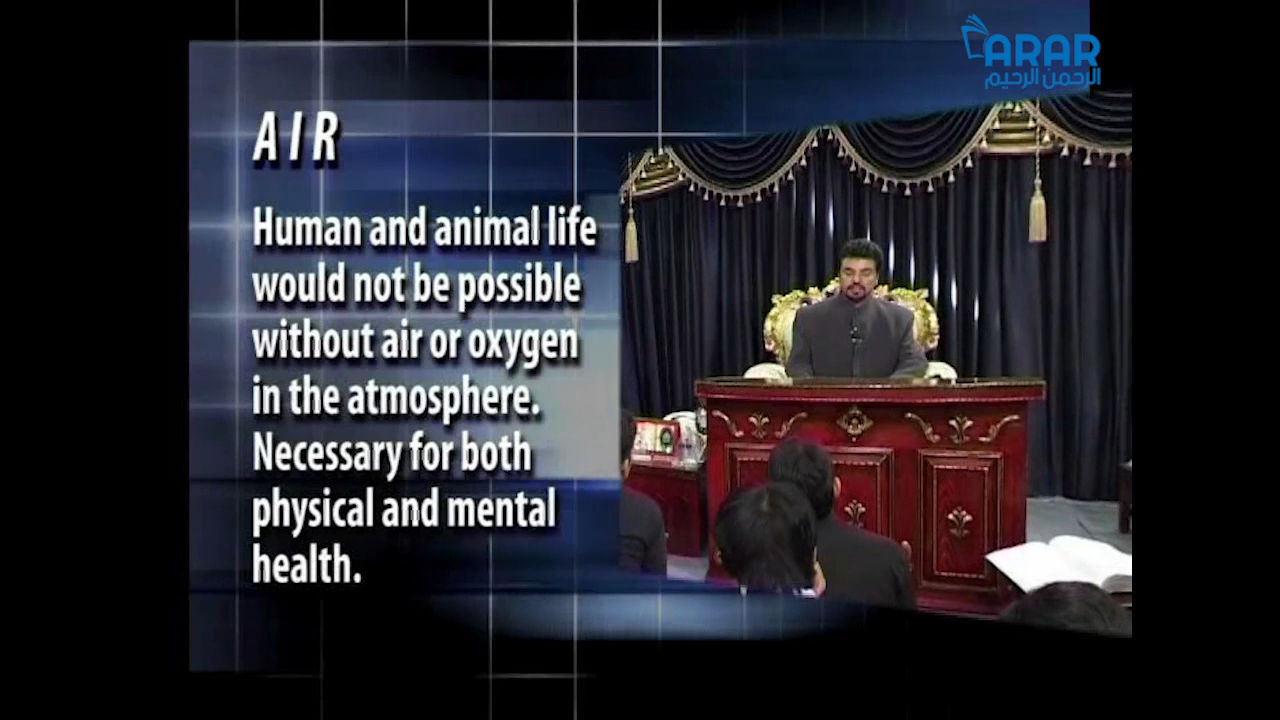 ARAR
الرحمن الرحيم
AIR
Human and animal life
would not be possible
without air or oxygen
in the atmosphere.
Necessary for both
physical and mental
health.